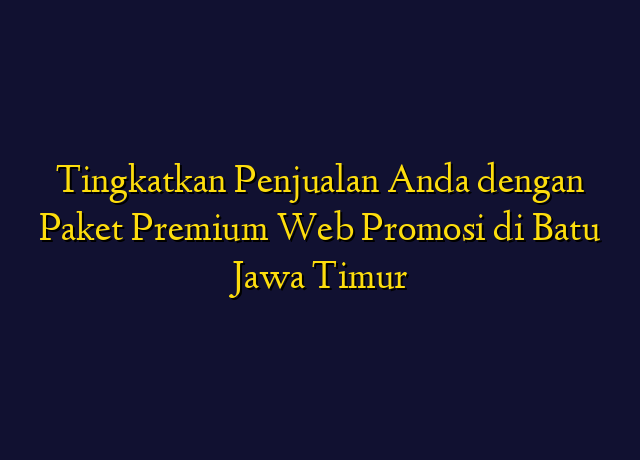 Tingkatkan Penjualan Anda dengan
Paket Premium Web Promosi di Batu
Jawa Timur